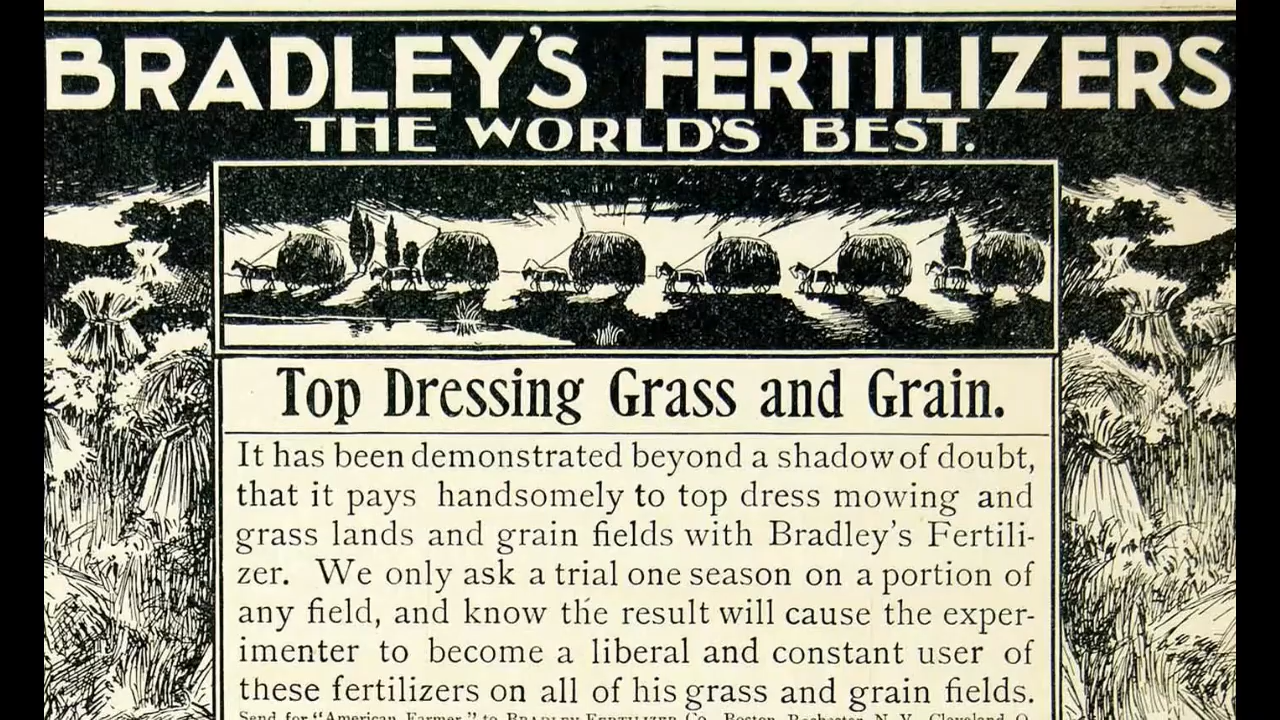 BRADLEY'S FERTILIZERS
THE WORLD'S BEST.
Top Dressing Grass and Grain.
It has been demonstrated beyond a shadow of doubt,
that it pays handsomely to top dress mowing and
grass lands and grain fields with Bradley's Fertili-
zer. We only ask a trial one season on a portion of
any field, and know the result will cause the exper-
imenter to become a liberal and constant user of
these fertilizers on all of his grass and grain fields.
Send for "American Farmer," to BRADLEY FERTILIZER Co., Boston, Rochester, N. Y., Cleveland, O.